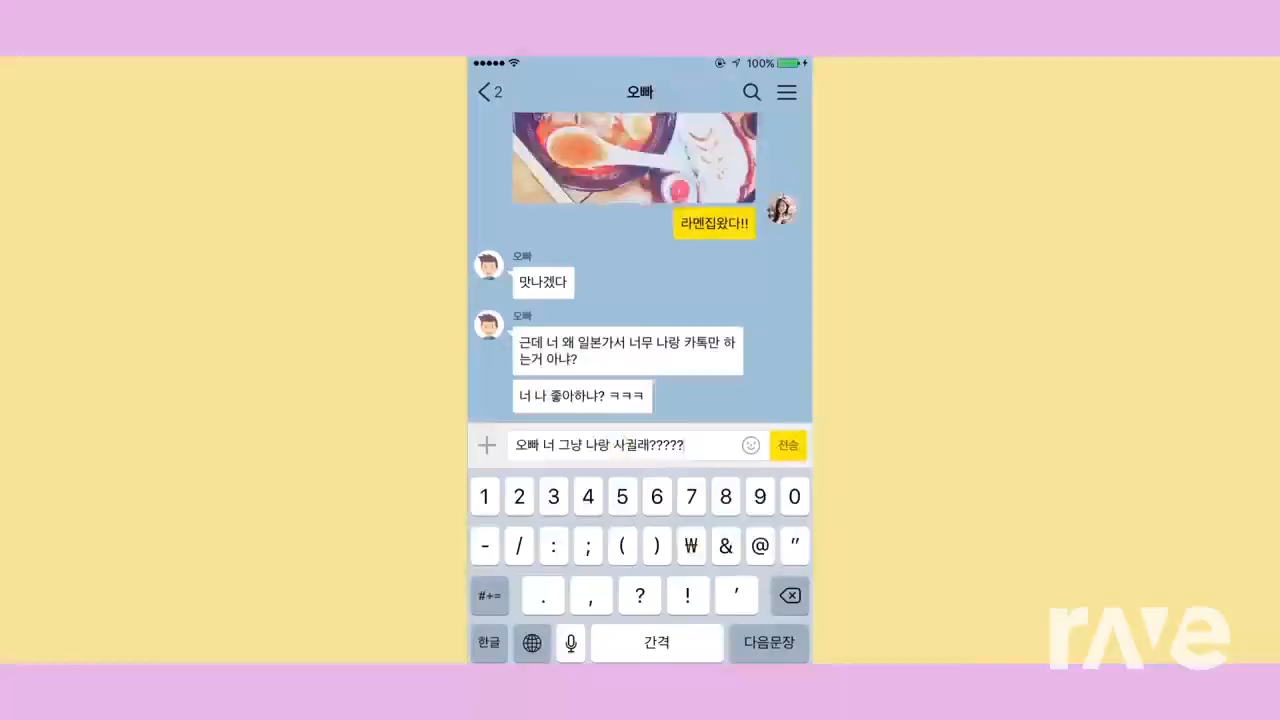 100%
2
오빠
라멘집왔다!!
오빠
맛나겠다
오빠
근데 너 왜 일본가서 너무 나랑 카톡만 하
는거 아냐?
너 나 좋아하냐? ㅋㅋㅋ
오빠 너 그냥 나랑 사귈래?????
전송
1 2 3 4 5 6 7 8 9 0
- / : ; ( ) ₩ & @ "
#+= . , ? ! '
한글 간격 다음문장
rave